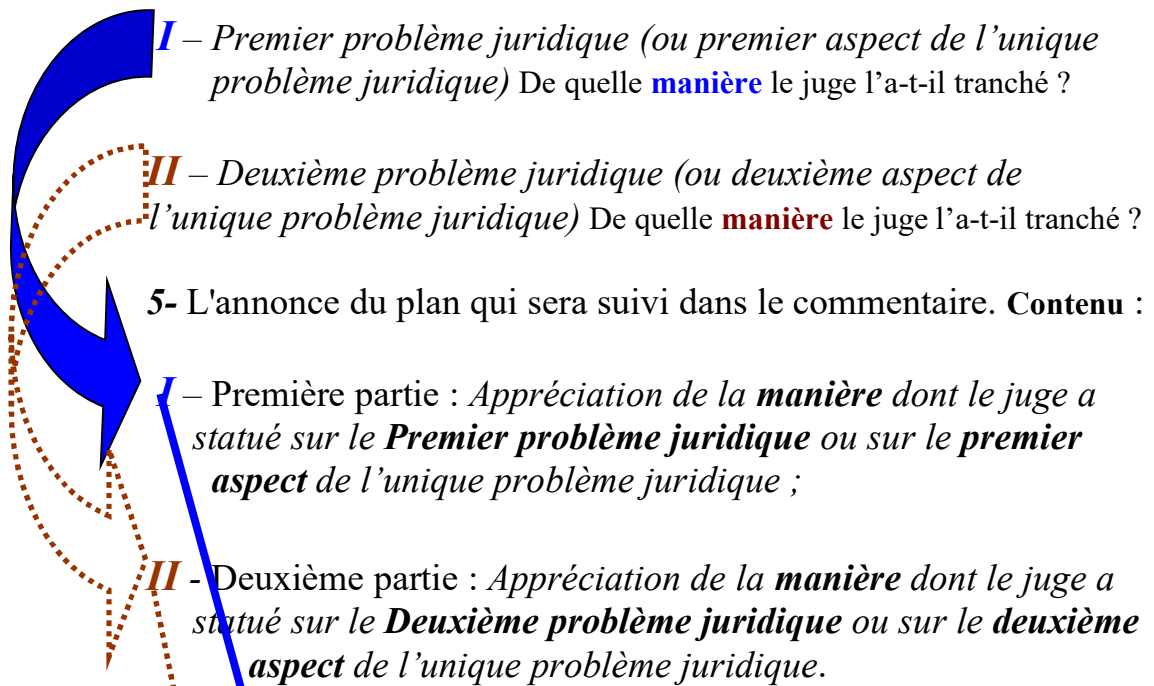 I – Premier problème juridique (ou premier aspect de l’unique
problème juridique) De quelle manière le juge l’a-t-il tranché ?
II – Deuxième problème juridique (ou deuxième aspect de
l’unique problème juridique) De quelle manière le juge l’a-t-il tranché ?
5- L'annonce du plan qui sera suivi dans le commentaire. Contenu :
I – Première partie : Appréciation de la manière dont le juge a
statué sur le Premier problème juridique ou sur le premier
aspect de l’unique problème juridique ;
II - Deuxième partie : Appréciation de la manière dont le juge a
statué sur le Deuxième problème juridique ou sur le deuxième
aspect de l’unique problème juridique.